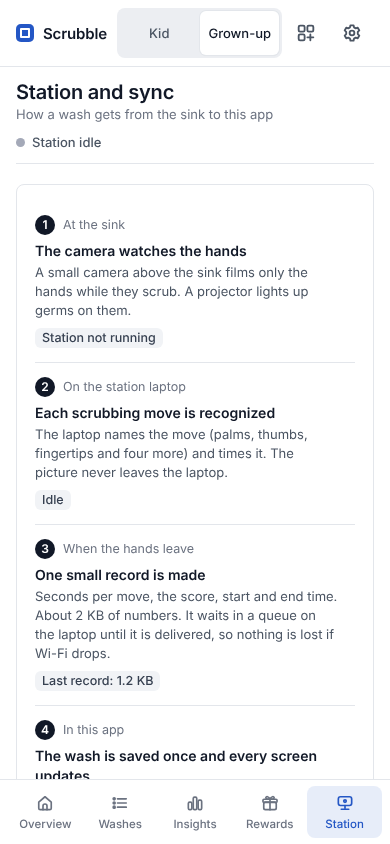 Scrubble
Kid
Grown-up
Station and sync
How a wash gets from the sink to this app
Station idle
1 At the sink
The camera watches the hands
A small camera above the sink films only the
hands while they scrub. A projector lights up
germs on them.
Station not running
2 On the station laptop
Each scrubbing move is recognized
The laptop names the move (palms, thumbs,
fingertips and four more) and times it. The
picture never leaves the laptop.
Idle
3 When the hands leave
One small record is made
Seconds per move, the score, start and end time.
About 2 KB of numbers. It waits in a queue on
the laptop until it is delivered, so nothing is lost if
Wi-Fi drops.
Last record: 1.2 KB
4 In this app
The wash is saved once and every screen
updates
Overview
Washes
Insights
Rewards
Station